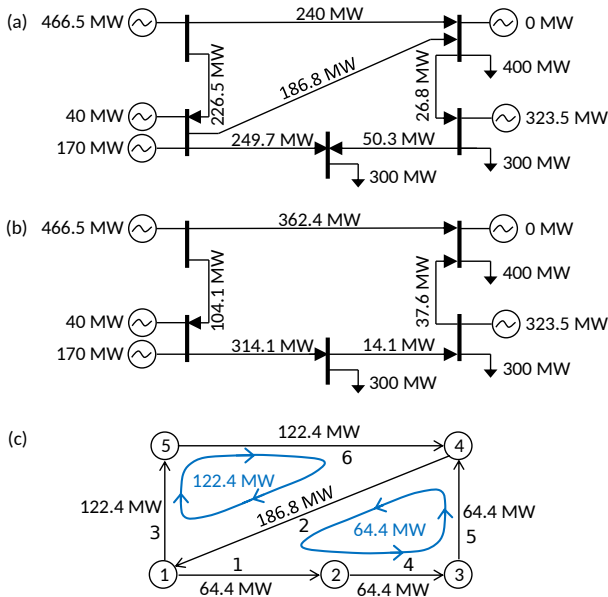 (a)
466.5 MW
240 MW
0 MW
226.5 MW
186.8 MW
26.8 MW
400 MW
40 MW
323.5 MW
170 MW
249.7 MW
50.3 MW
300 MW
300 MW
(b)
466.5 MW
362.4 MW
0 MW
104.1 MW
37.6 MW
400 MW
40 MW
323.5 MW
170 MW
314.1 MW
14.1 MW
300 MW
300 MW
(c)
122.4 MW
5
4
6
122.4 MW
122.4 MW
3
186.8 MW
2
64.4 MW
64.4 MW
5
1
1
2
4
3
64.4 MW
64.4 MW